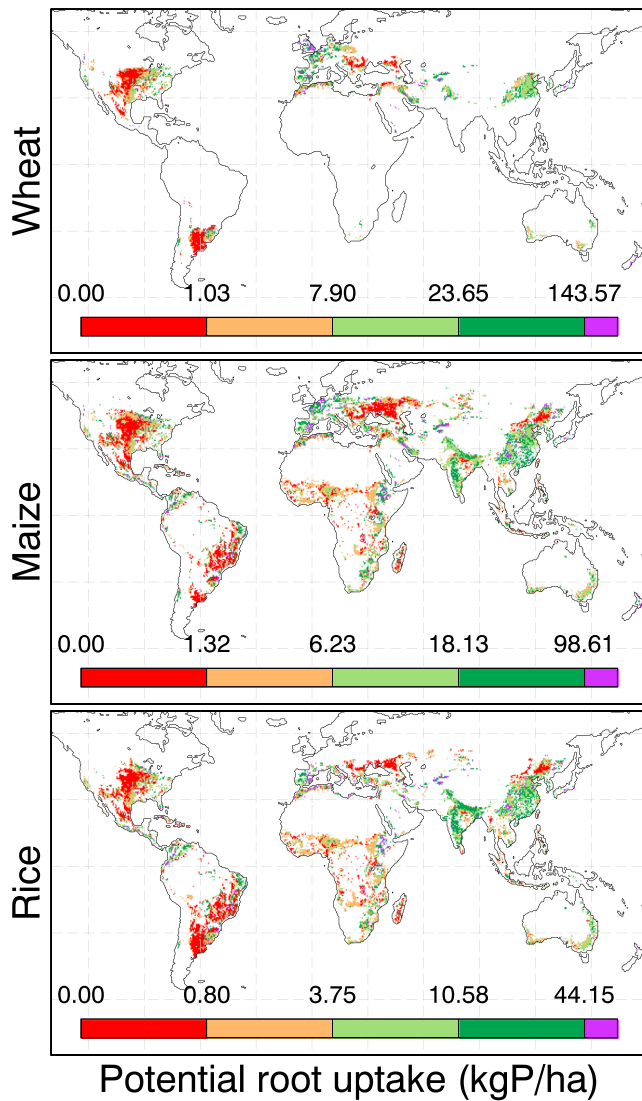 Wheat
0.00 1.03 7.90 23.65 143.57
Maize
0.00 1.32 6.23 18.13 98.61
Rice
0.00 0.80 3.75 10.58 44.15
Potential root uptake (kgP/ha)